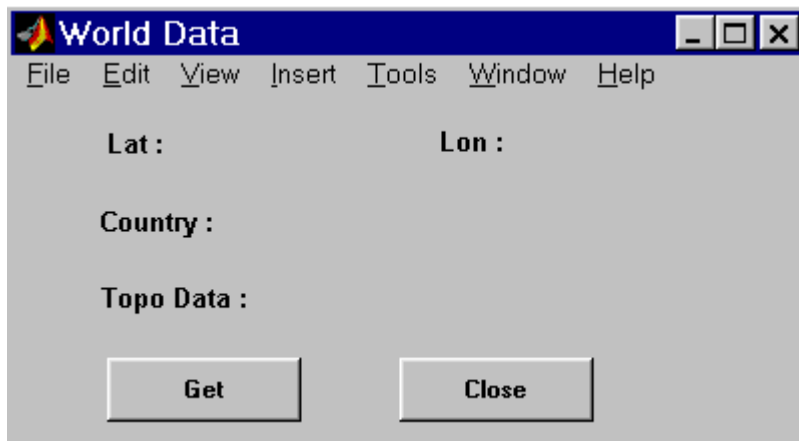 World Data
File Edit View Insert Tools Window Help
Lat : Lon :
Country :
Topo Data :
Get Close